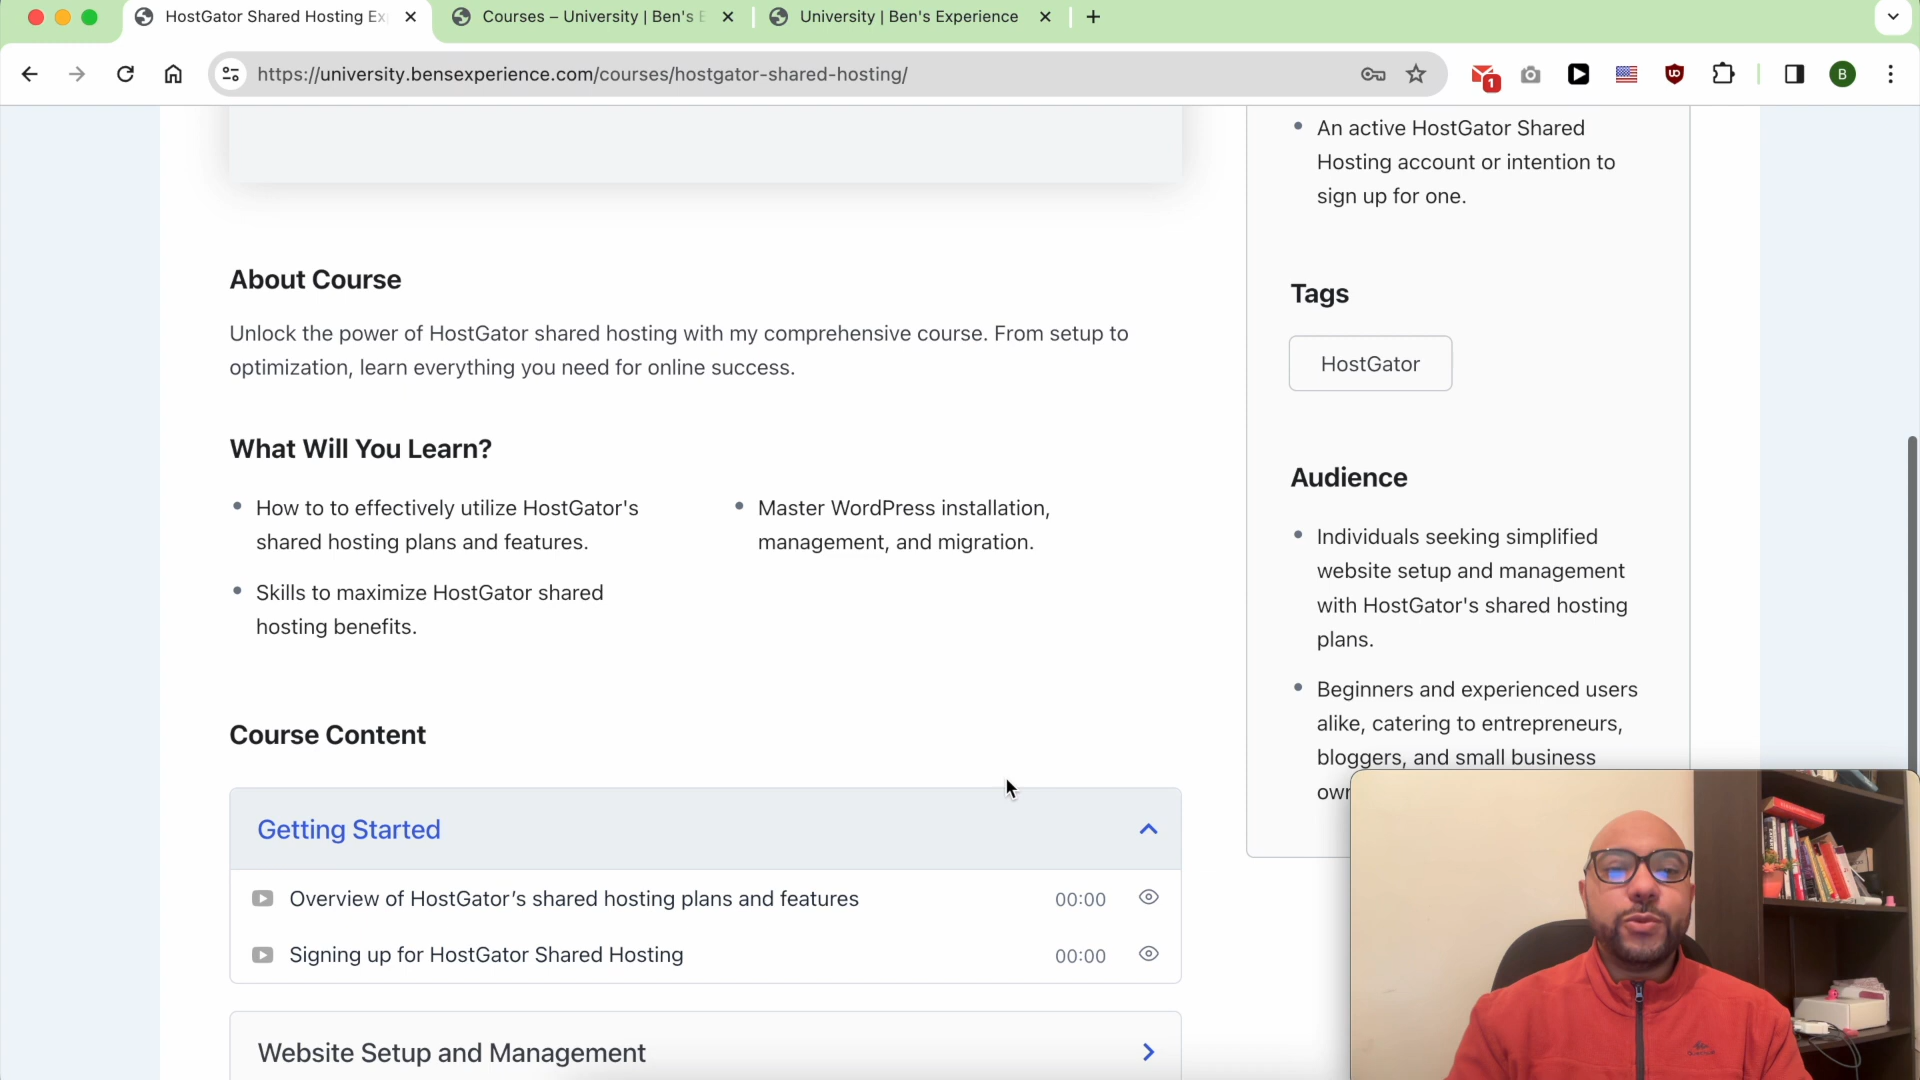 HostGator Shared Hosting Ex
Courses – University | Ben's E
University | Ben's Experience
https://university.bensexperience.com/courses/hostgator-shared-hosting/
1
B
An active HostGator Shared
Hosting account or intention to
sign up for one.
About Course
Unlock the power of HostGator shared hosting with my comprehensive course. From setup to
optimization, learn everything you need for online success.
What Will You Learn?
How to to effectively utilize HostGator's
shared hosting plans and features.
Skills to maximize HostGator shared
hosting benefits.
Master WordPress installation,
management, and migration.
Tags
HostGator
Audience
Individuals seeking simplified
website setup and management
with HostGator's shared hosting
plans.
Beginners and experienced users
alike, catering to entrepreneurs,
bloggers, and small business
Course Content
Getting Started
Overview of HostGator’s shared hosting plans and features 00:00
Signing up for HostGator Shared Hosting 00:00
Website Setup and Management